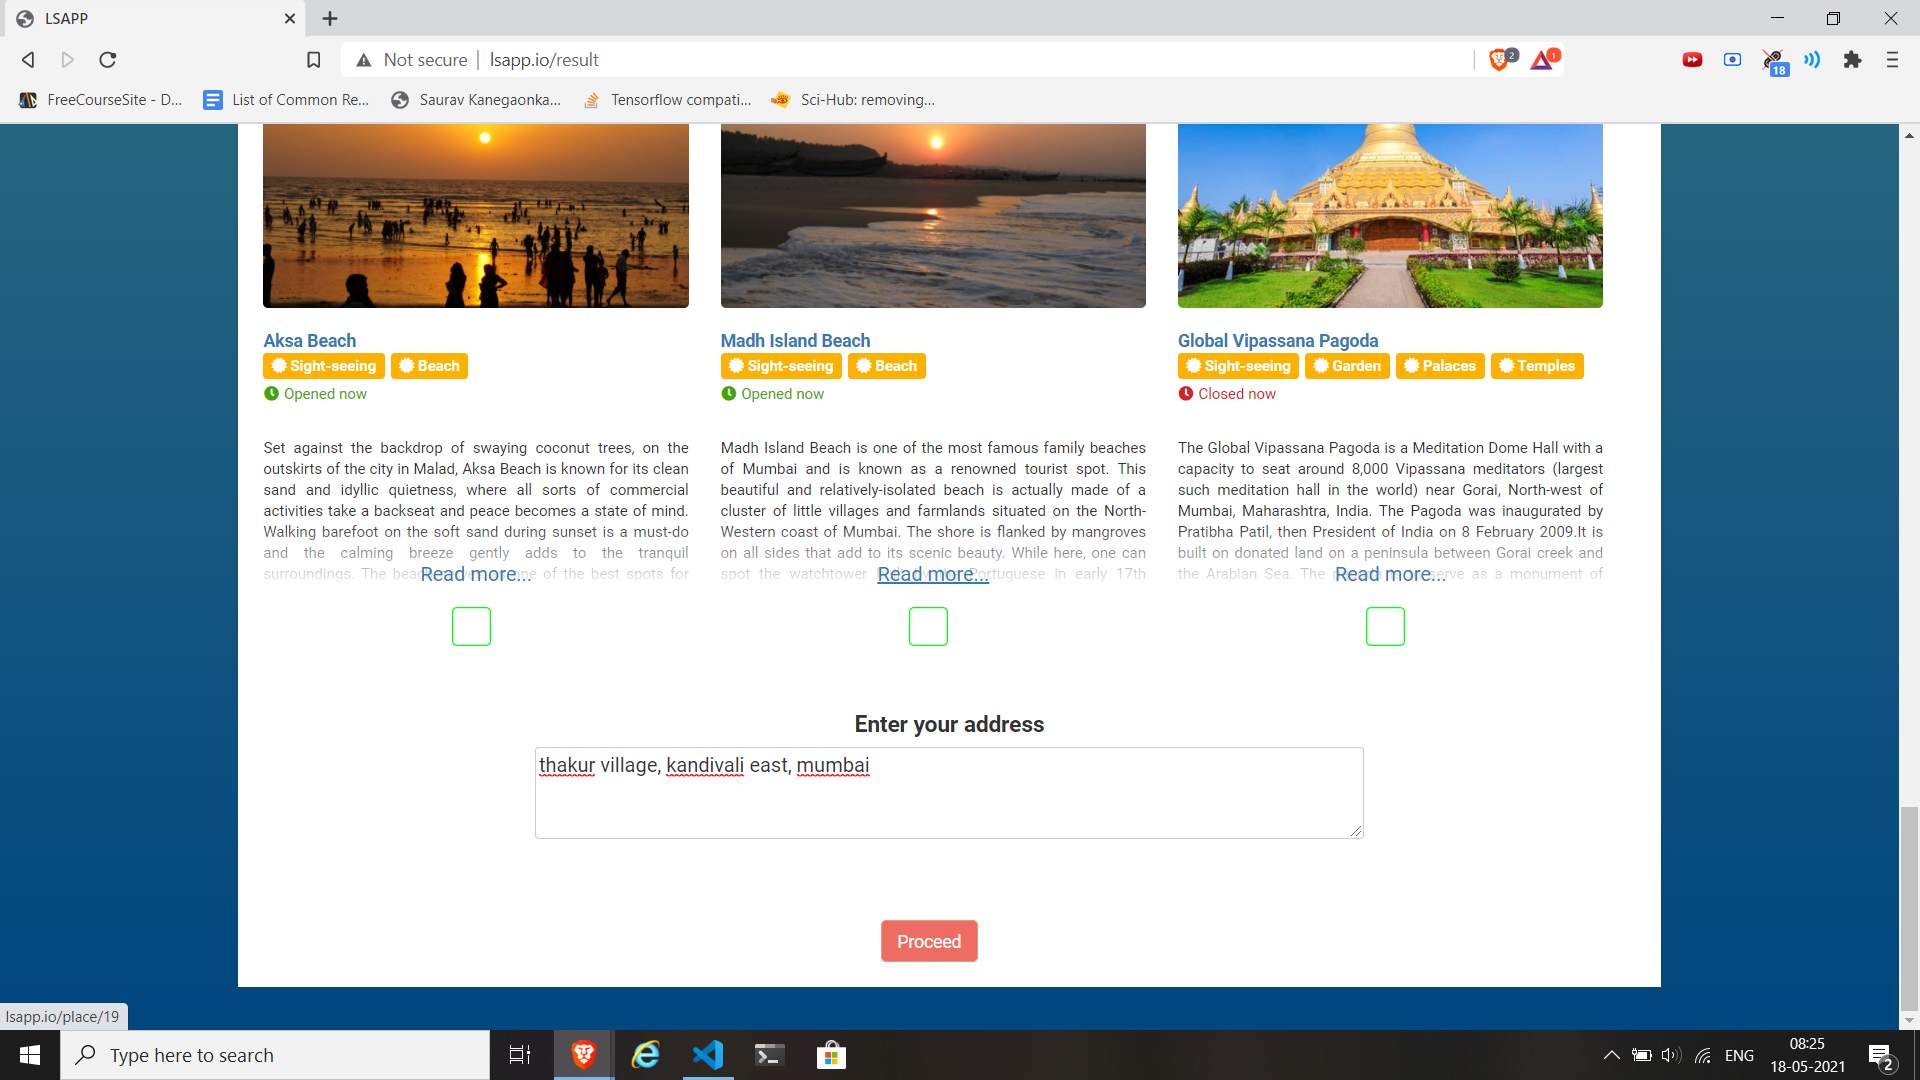 LSAPP
Not secure
lsapp.io/result
2
1
18
FreeCourseSite - D...
List of Common Re...
Saurav Kanegaonka...
Tensorflow compati...
Sci-Hub: removing...
Aksa Beach
Sight-seeing
Beach
Opened now
Set against the backdrop of swaying coconut trees, on the
outskirts of the city in Malad, Aksa Beach is known for its clean
sand and idyllic quietness, where all sorts of commercial
activities take a backseat and peace becomes a state of mind.
Walking barefoot on the soft sand during sunset is a must-do
and the calming breeze gently adds to the tranquil
surroundings. The one of the best spots for
Read more...
Madh Island Beach
Sight-seeing
Beach
Opened now
Madh Island Beach is one of the most famous family beaches
of Mumbai and is known as a renowned tourist spot. This
beautiful and relatively-isolated beach is actually made of a
cluster of little villages and farmlands situated on the North-
Western coast of Mumbai. The shore is flanked by mangroves
on all sides that add to its scenic beauty. While here, one can
spot the watchtower Portuguese in early 17th
Read more...
Global Vipassana Pagoda
Sight-seeing
Garden
Palaces
Temples
Closed now
The Global Vipassana Pagoda is a Meditation Dome Hall with a
capacity to seat around 8,000 Vipassana meditators (largest
such meditation hall in the world) near Gorai, North-west of
Mumbai, Maharashtra, India. The Pagoda was inaugurated by
Pratibha Patil, then President of India on 8 February 2009.It is
built on donated land on a peninsula between Gorai creek and
the Arabian Sea. The serve as a monument of
Read more...
Enter your address
thakur village, kandivali east, mumbai
Proceed
lsapp.io/place/19
Type here to search
ENG
08:25
18-05-2021
2